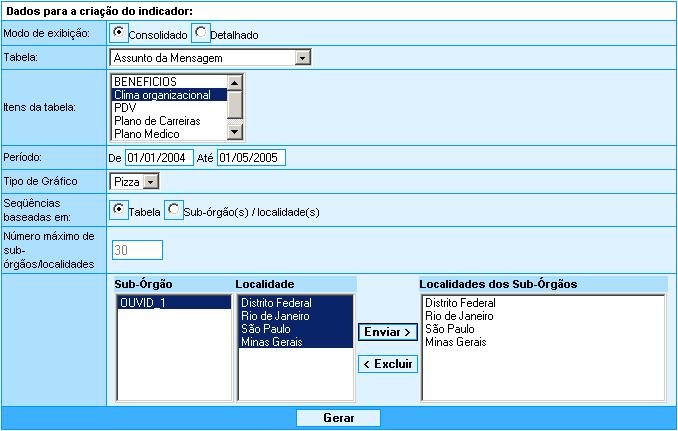 Dados para a criação do indicador:
Modo de exibição: Consolidado Detalhado
Tabela: Assunto da Mensagem
Itens da tabela:
BENEFICIOS
Clima organizacional
PDV
Plano de Carreiras
Plano Medico
Período: De 01/01/2004 Até 01/05/2005
Tipo de Gráfico Pizza
Seqüências
baseadas em:
Tabela Sub-órgão(s) / localidade(s)
Número máximo de
sub-
órgãos/localidades
30
Sub-Órgão Localidade Localidades dos Sub-Órgãos
OUVID_1
Distrito Federal
Rio de Janeiro
São Paulo
Minas Gerais
Enviar >
< Excluir
Distrito Federal
Rio de Janeiro
São Paulo
Minas Gerais
Gerar